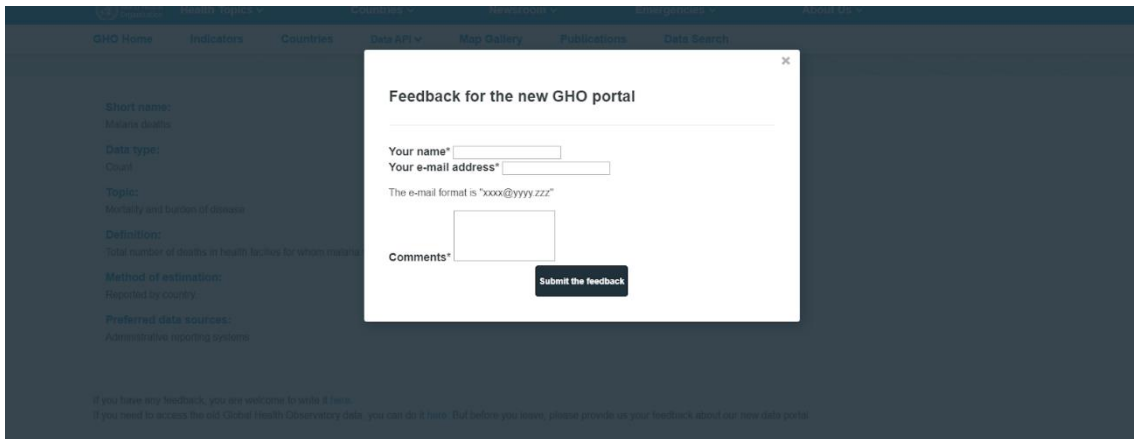 Health Topics
Countries
Newsroom
Emergencies
About Us
GHO Home
Indicators
Countries
Data API
Map Gallery
Publications
Data Search
×
Feedback for the new GHO portal
Your name*
Your e-mail address*
The e-mail format is "xxxx@yyyy.zzz"
Comments*
Submit the feedback
Short name:
Malaria deaths
Data type:
Count
Topic:
Mortality and burden of disease
Definition:
Total number of deaths in health for whom malaria
Method of estimation:
Reported by country
Preferred data sources:
Administrative reporting systems
If you have any feedback, you are welcome to write it here
If you need to access the old Global Health Observatory data, you can do it here. But before you leave, please provide us your feedback about our new data portal